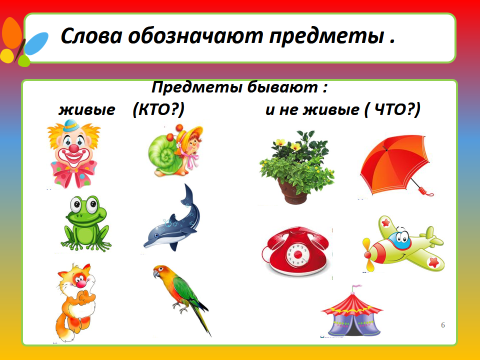 Слова обозначают предметы .
Предметы бывают :
живые (КТО?) и не живые ( ЧТО?)
6